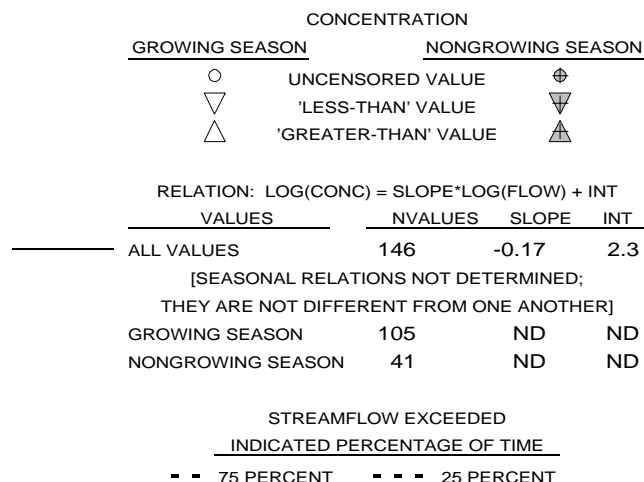 CONCENTRATION
GROWING SEASON NONGROWING SEASON
UNCENSORED VALUE
'LESS-THAN' VALUE
'GREATER-THAN' VALUE
RELATION: LOG(CONC) = SLOPE*LOG(FLOW) + INT
VALUES NVALUES SLOPE INT
ALL VALUES 146 -0.17 2.3
[SEASONAL RELATIONS NOT DETERMINED;
THEY ARE NOT DIFFERENT FROM ONE ANOTHER]
GROWING SEASON 105 ND ND
NONGROWING SEASON 41 ND ND
STREAMFLOW EXCEEDED
INDICATED PERCENTAGE OF TIME
75 PERCENT 25 PERCENT